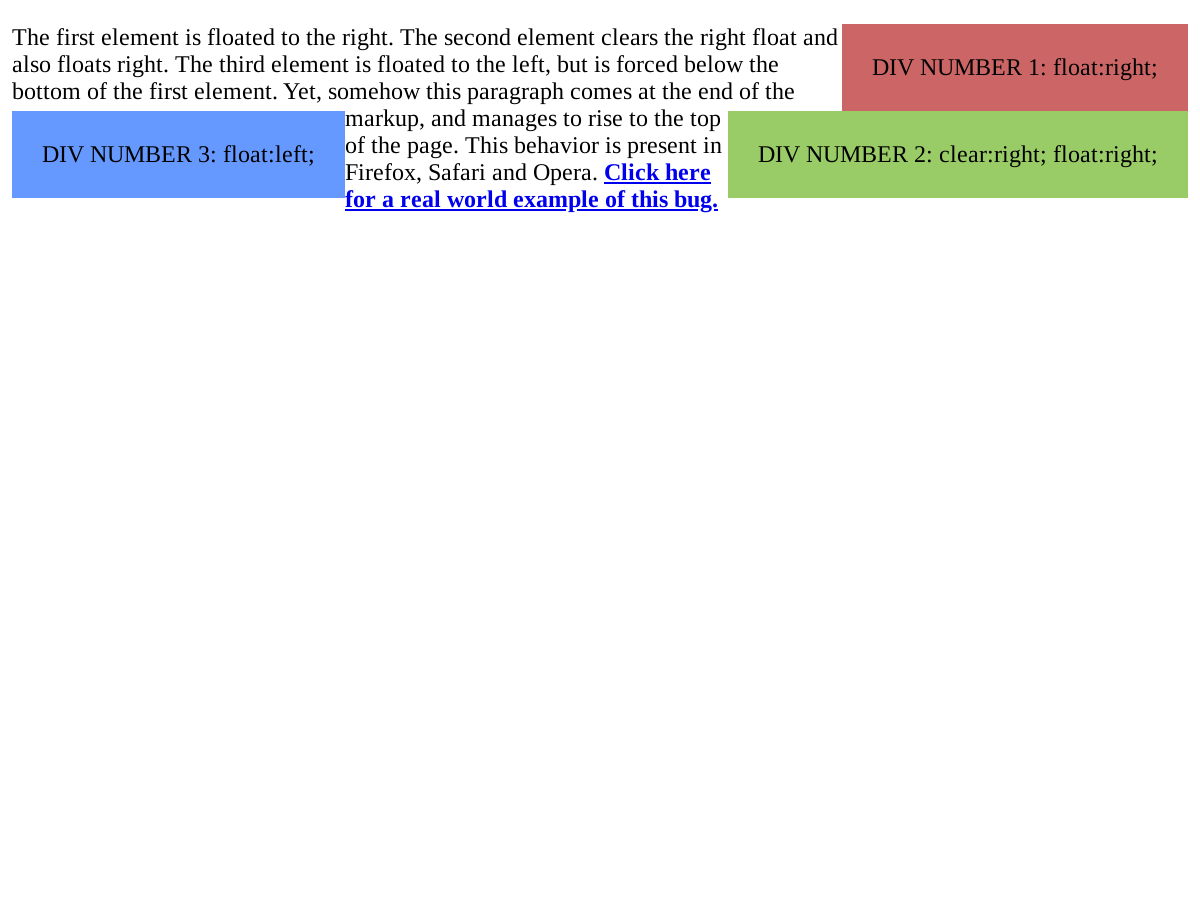 The first element is floated to the right. The second element clears the right float and
also floats right. The third element is floated to the left, but is forced below the
bottom of the first element. Yet, somehow this paragraph comes at the end of the
markup, and manages to rise to the top
of the page. This behavior is present in
Firefox, Safari and Opera. Click here
for a real world example of this bug.
DIV NUMBER 1: float:right;
DIV NUMBER 3: float:left;
DIV NUMBER 2: clear:right; float:right;